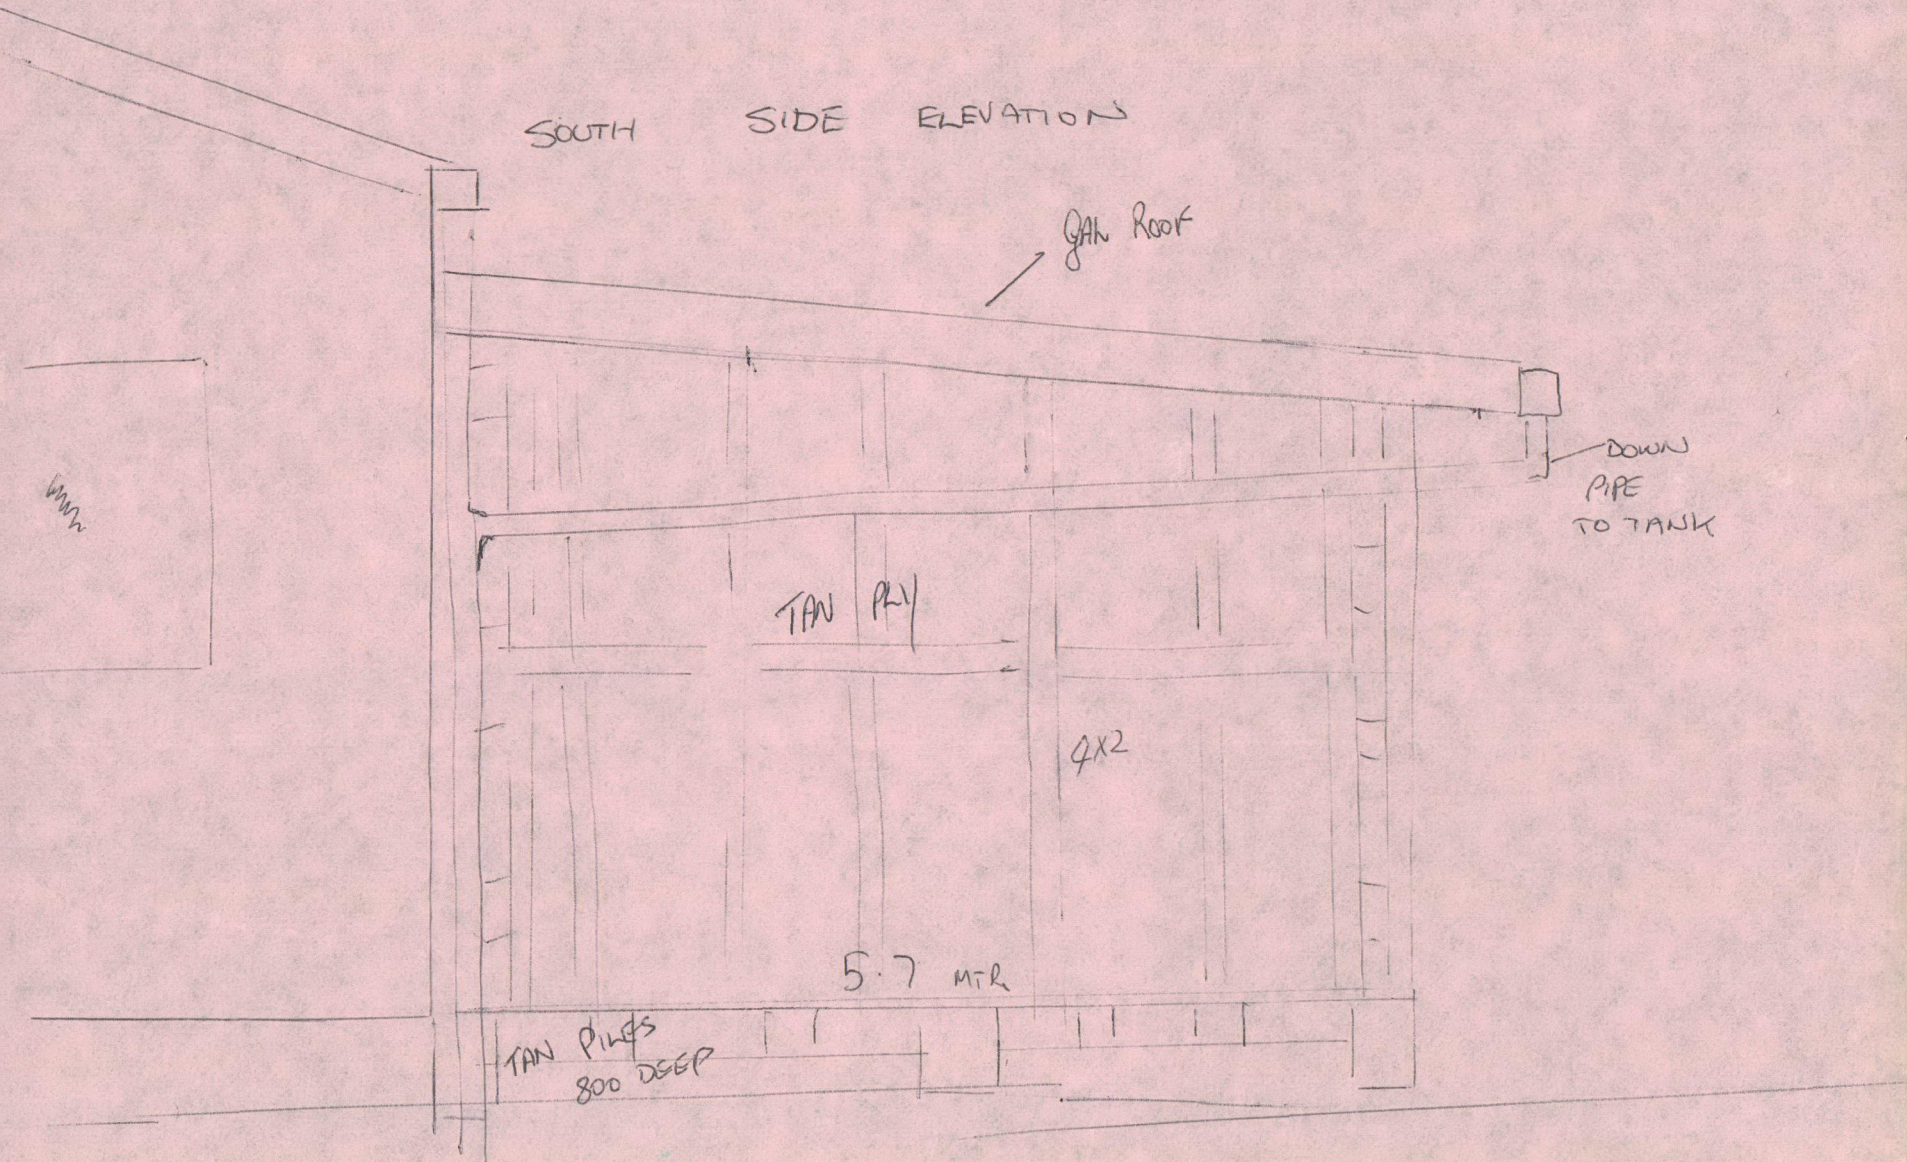 SOUTH SIDE ELEVATION
GAL ROOF
DOWN
PIPE
TO TANK
TAN PLY
4X2
5.7 MTR
TAN PILES
800 DEEP